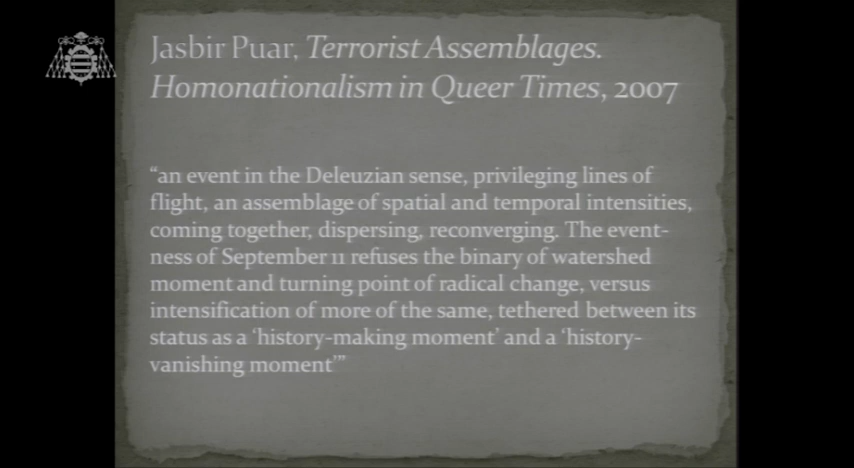 Jasbir Puar, Terrorist Assemblages.
Homonationalism in Queer Times, 2007
“an event in the Deleuzian sense, privileging lines of
flight, an assemblage of spatial and temporal intensities,
coming together, dispersing, reconverging. The event-
ness of September 11 refuses the binary of watershed
moment and turning point of radical change, versus
intensification of more of the same, tethered between its
status as a ‘history-making moment’ and a ‘history-
vanishing moment’”